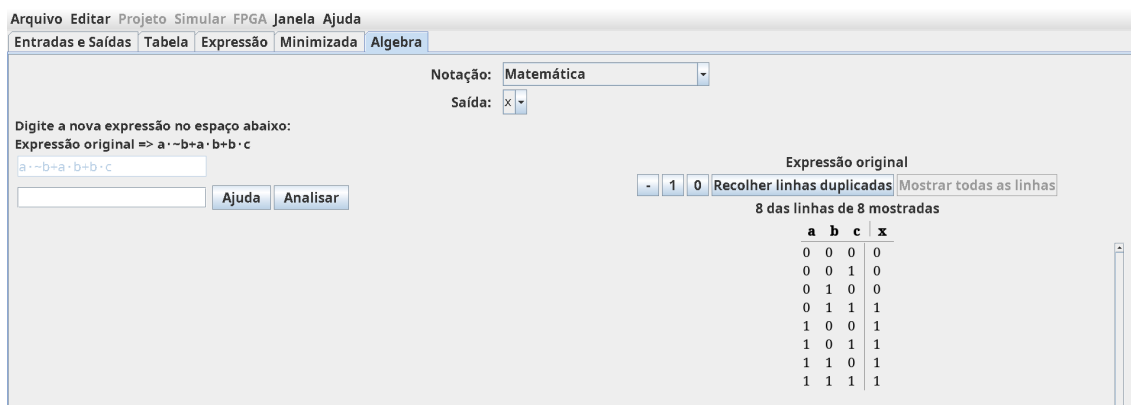 Arquivo Editar Projeto Simular FPGA Janela Ajuda
Entradas e Saídas Tabela Expressão Minimizada Algebra
Notação: Matemática
Saída: x
Digite a nova expressão no espaço abaixo:
Expressão original => a·~b+a·b+b·c
a·~b+a·b+b·c
Ajuda Analisar
Expressão original
- 1 0 Recolher linhas duplicadas Mostrar todas as linhas
8 das linhas de 8 mostradas
a b c x
0 0 0 0
0 0 1 0
0 1 0 0
0 1 1 1
1 0 0 1
1 0 1 1
1 1 0 1
1 1 1 1